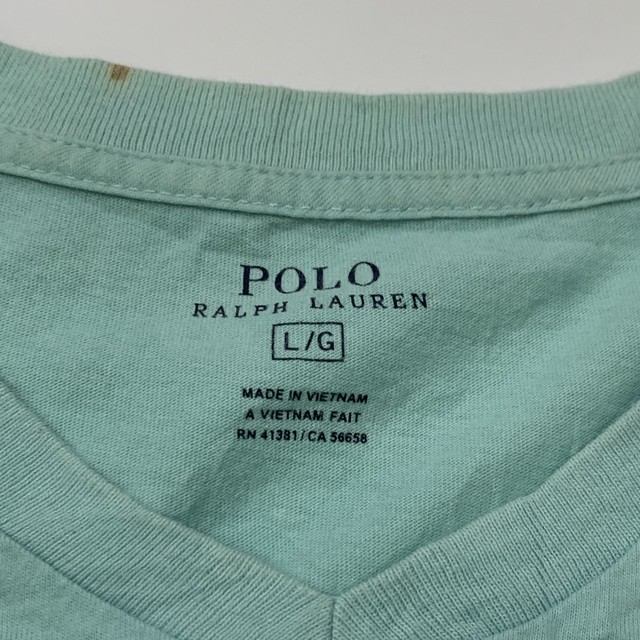 POLO
RALPH LAUREN
L/G
MADE IN VIETNAM
A VIETNAM FAIT
RN 41381 / CA 56658